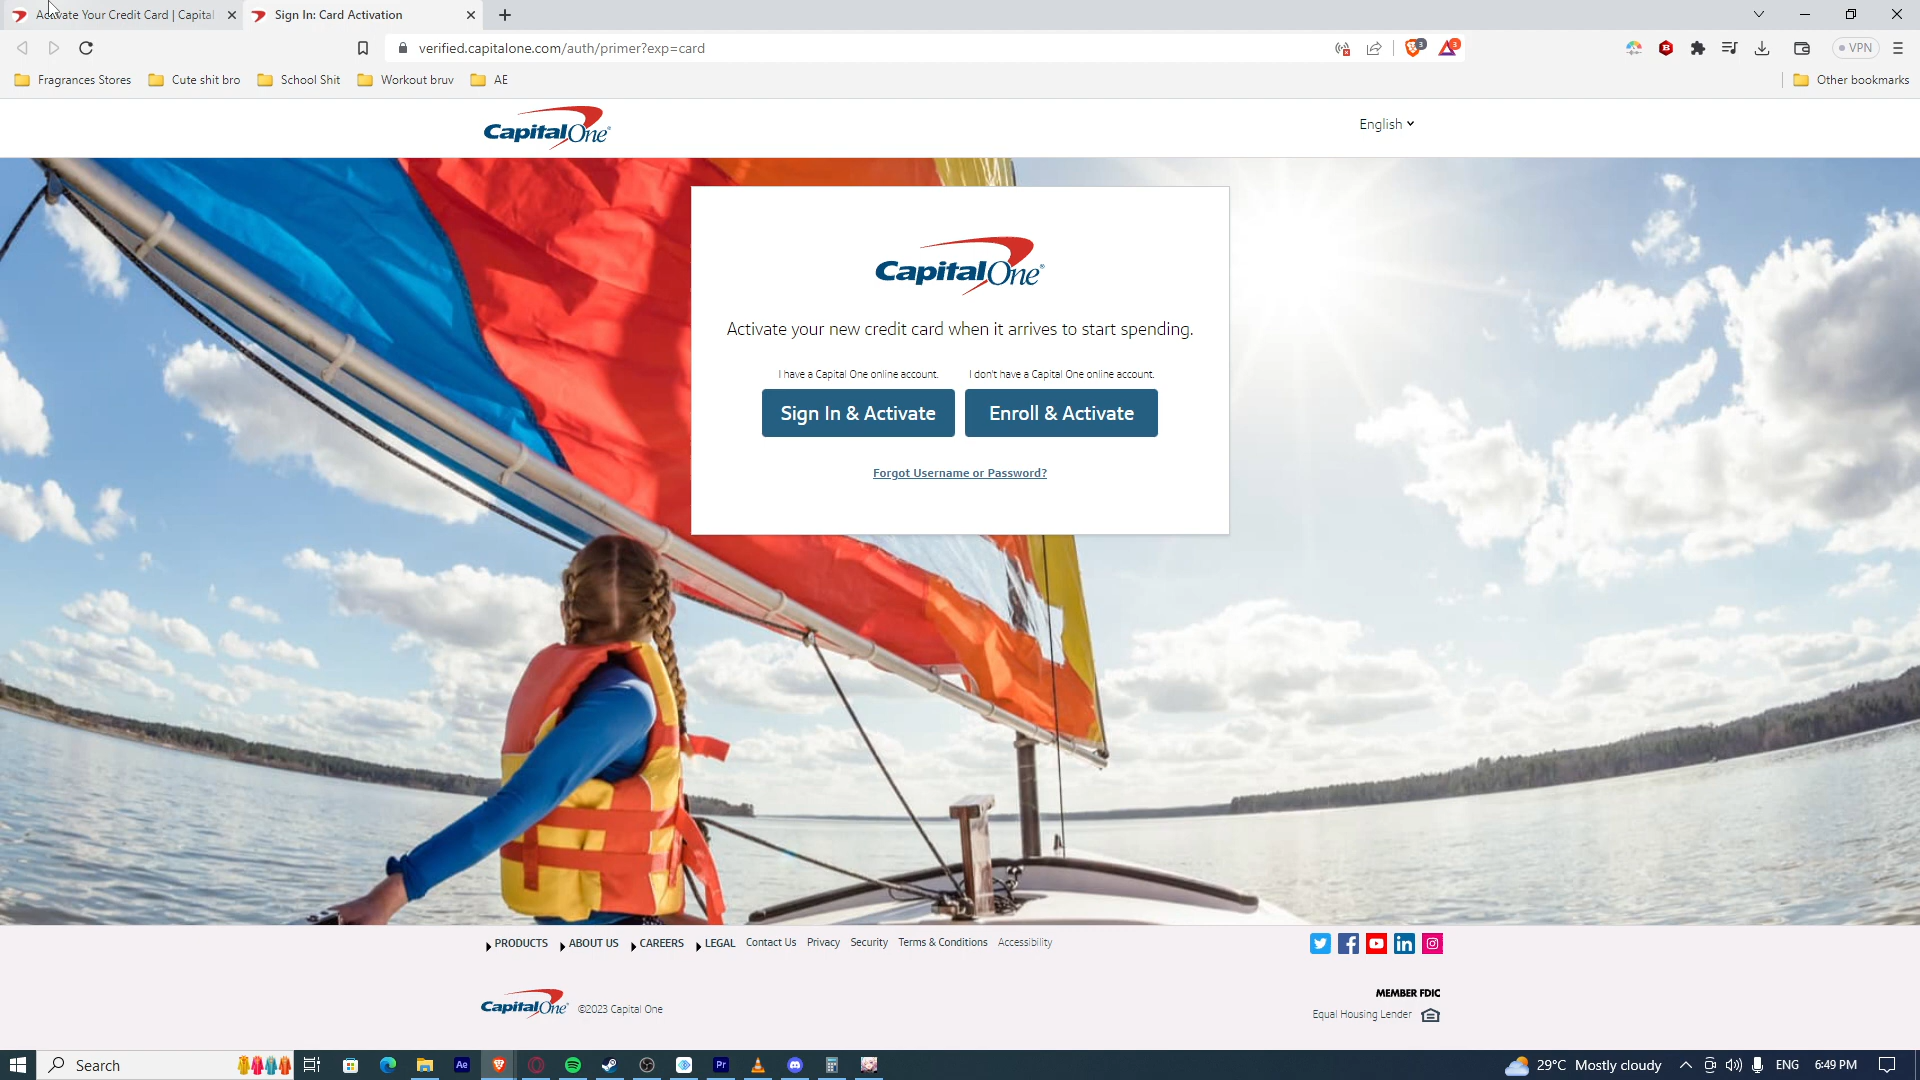 Activate Your Credit Card | Capital
Sign In: Card Activation
verified.capitalone.com/auth/primer?exp=card
3
3
VPN
Fragrances Stores
Cute shit bro
School Shit
Workout bruv
AE
Other bookmarks
Capital One
English
Capital One
Activate your new credit card when it arrives to start spending.
I have a Capital One online account.
I don't have a Capital One online account.
Sign In & Activate
Enroll & Activate
Forgot Username or Password?
PRODUCTS
ABOUT US
CAREERS
LEGAL
Contact Us
Privacy
Security
Terms & Conditions
Accessibility
MEMBER FDIC
Capital One
©2023 Capital One
Equal Housing Lender
Search
Ae
Pr
29°C Mostly cloudy
ENG
6:49 PM